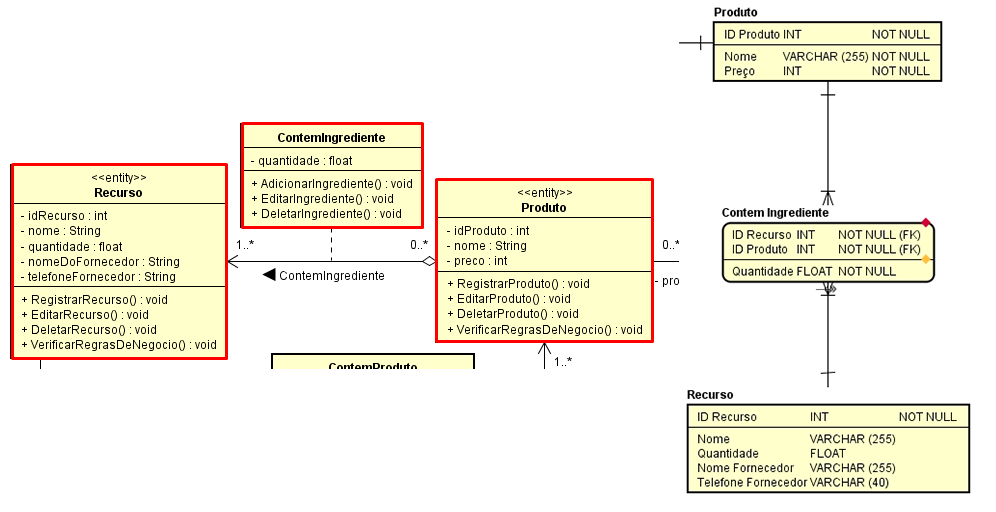 ContemIngrediente
- quantidade : float
+ AdicionarIngrediente() : void
+ EditarIngrediente() : void
+ DeletarIngrediente() : void
<<entity>>
Recurso
- idRecurso : int
- nome : String
- quantidade : float
- nomeDoFornecedor : String
- telefoneFornecedor : String
+ RegistrarRecurso() : void
+ EditarRecurso() : void
+ DeletarRecurso() : void
+ VerificarRegrasDeNegocio() : void
1..*
0..*
ContemIngrediente
<<entity>>
Produto
- idProduto : int
- nome : String
- preco : int
+ RegistrarProduto() : void
+ EditarProduto() : void
+ DeletarProduto() : void
+ VerificarRegrasDeNegocio() : void
0..*
- pro
1..*
ContemProduto
Produto
ID Produto INT NOT NULL
Nome VARCHAR (255) NOT NULL
Preço INT NOT NULL
Contem Ingrediente
ID Recurso INT NOT NULL (FK)
ID Produto INT NOT NULL (FK)
Quantidade FLOAT NOT NULL
Recurso
ID Recurso INT NOT NULL
Nome VARCHAR (255)
Quantidade FLOAT
Nome Fornecedor VARCHAR (255)
Telefone Fornecedor VARCHAR (40)